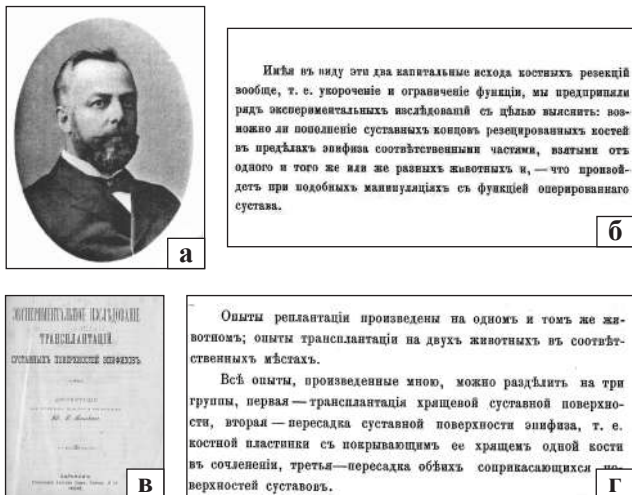 а
Имѣя въ виду эти два капитальные исхода костныхъ резекцій
вообще, т. е. укороченіе и ограниченіе функціи, мы предприняли
рядъ экспериментальныхъ изслѣдованій съ цѣлью выяснить: воз-
можно ли пополненіе суставныхъ концовъ резецированныхъ костей
въ предѣлахъ эпифиза соотвѣтственными частями, взятыми отъ
одного и того же или же разныхъ животныхъ и, — что произой-
детъ при подобныхъ манипуляціяхъ съ функціей оперированнаго
сустава.
б
ЭКСПЕРИМЕНТАЛЬНОЕ ИЗСЛѢДОВАНІЕ
ТРАНСПЛАНТАЦІЙ
СУСТАВНЫХЪ ПОВЕРХНОСТЕЙ ЭПИФИЗОВЪ
в
Опыты реплантаціи произведены на одномъ и томъ же жи-
вотномъ; опыты трансплантаціи на двухъ животныхъ въ соотвѣт-
ственныхъ мѣстахъ.
Всѣ опыты, произведенные мною, можно раздѣлить на три
группы, первая — трансплантація хрящевой суставной поверхно-
сти, вторая — пересадка суставной поверхности эпифиза, т. е.
костной пластинки съ покрывающимъ ее хрящемъ одной кости
въ сочлененіи, третья—пересадка обѣихъ соприкасающихся по-
верхностей суставовъ.
г